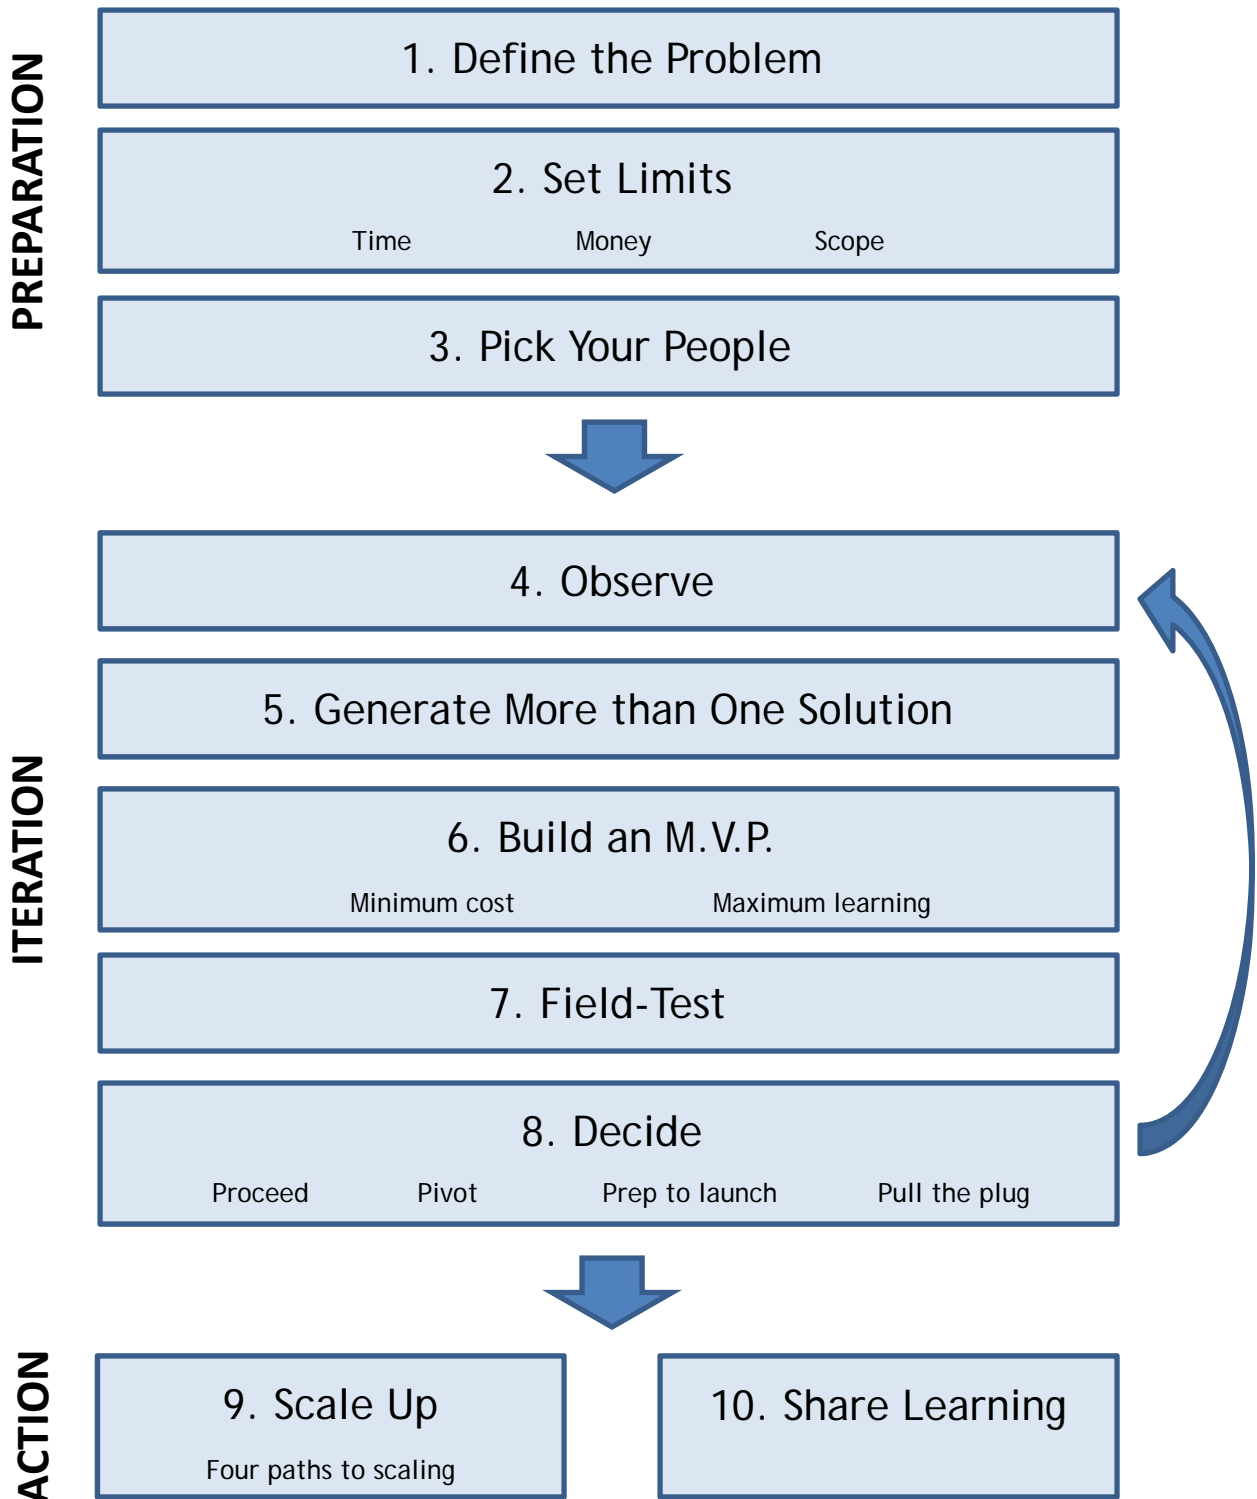 PREPARATION
1. Define the Problem
2. Set Limits
Time Money Scope
3. Pick Your People
ITERATION
4. Observe
5. Generate More than One Solution
6. Build an M.V.P.
Minimum cost Maximum learning
7. Field-Test
8. Decide
Proceed Pivot Prep to launch Pull the plug
ACTION
9. Scale Up
Four paths to scaling
10. Share Learning